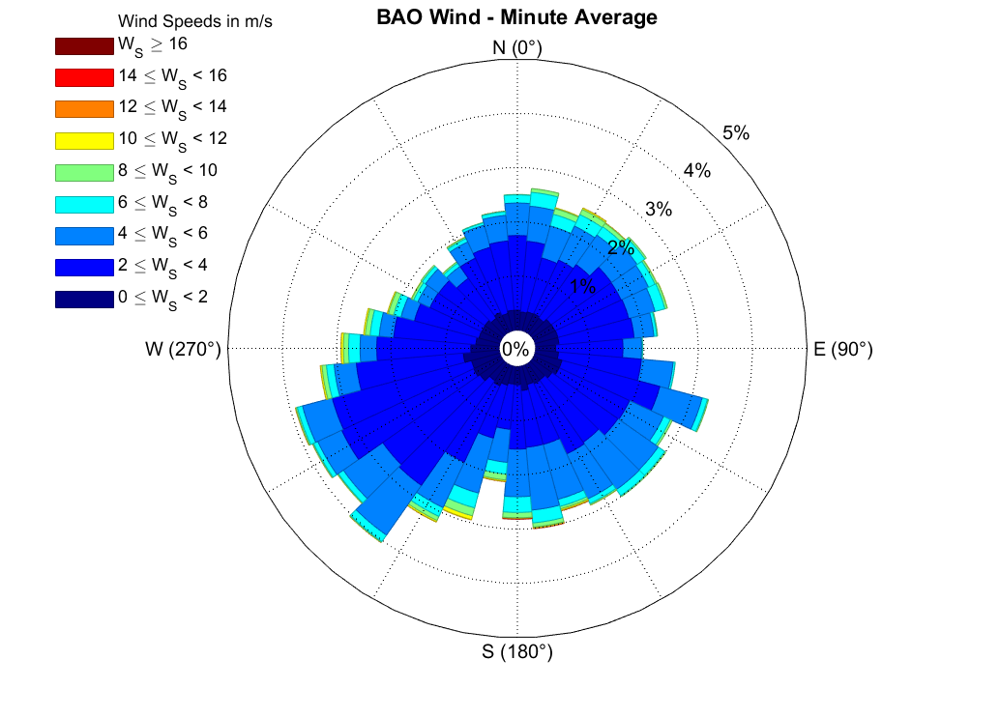 BAO Wind - Minute Average
Wind Speeds in m/s
W_S ≥ 16
14 ≤ W_S < 16
12 ≤ W_S < 14
10 ≤ W_S < 12
8 ≤ W_S < 10
6 ≤ W_S < 8
4 ≤ W_S < 6
2 ≤ W_S < 4
0 ≤ W_S < 2
N (0°)
5%
4%
3%
2%
1%
0%
W (270°)
E (90°)
S (180°)